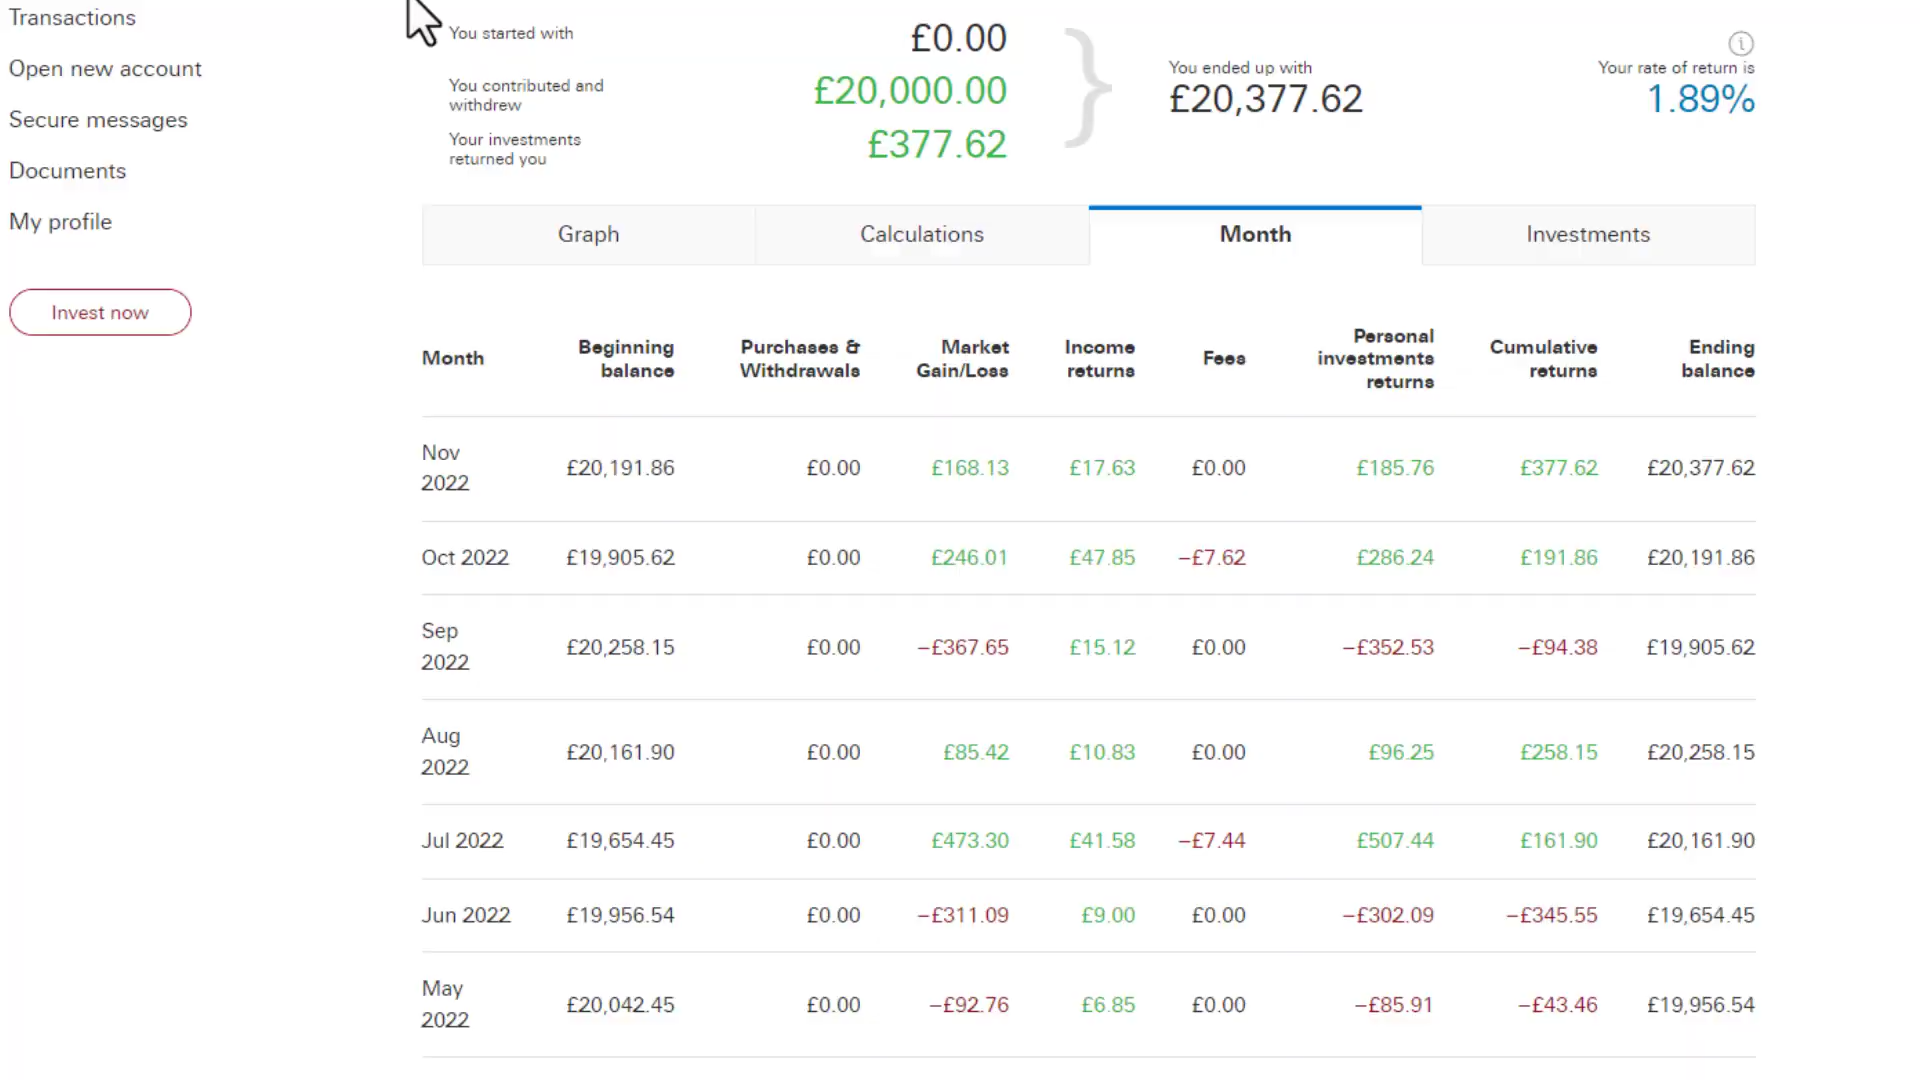 Transactions
Open new account
Secure messages
Documents
My profile
Invest now
You started with
£0.00
You contributed and
withdrew
£20,000.00
Your investments
returned you
£377.62
You ended up with
£20,377.62
Your rate of return is
1.89%
Graph Calculations Month Investments
Month Beginning balance Purchases & Withdrawals Market Gain/Loss Income returns Fees Personal investments returns Cumulative returns Ending balance
Nov 2022 £20,191.86 £0.00 £168.13 £17.63 £0.00 £185.76 £377.62 £20,377.62
Oct 2022 £19,905.62 £0.00 £246.01 £47.85 –£7.62 £286.24 £191.86 £20,191.86
Sep 2022 £20,258.15 £0.00 –£367.65 £15.12 £0.00 –£352.53 –£94.38 £19,905.62
Aug 2022 £20,161.90 £0.00 £85.42 £10.83 £0.00 £96.25 £258.15 £20,258.15
Jul 2022 £19,654.45 £0.00 £473.30 £41.58 –£7.44 £507.44 £161.90 £20,161.90
Jun 2022 £19,956.54 £0.00 –£311.09 £9.00 £0.00 –£302.09 –£345.55 £19,654.45
May 2022 £20,042.45 £0.00 –£92.76 £6.85 £0.00 –£85.91 –£43.46 £19,956.54